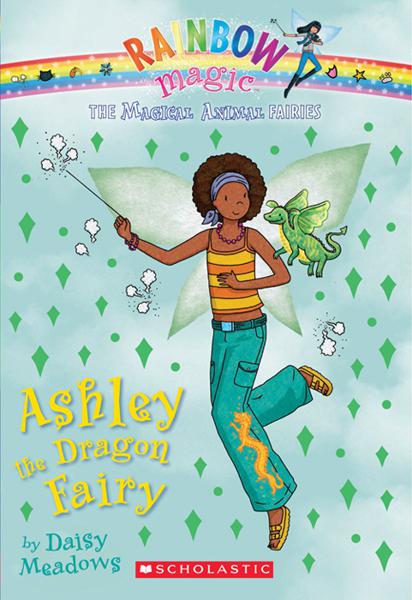 RAINBOW
magic
THE MAGICAL ANIMAL FAIRIES
Ashley
the Dragon
Fairy
by Daisy
Meadows
SCHOLASTIC